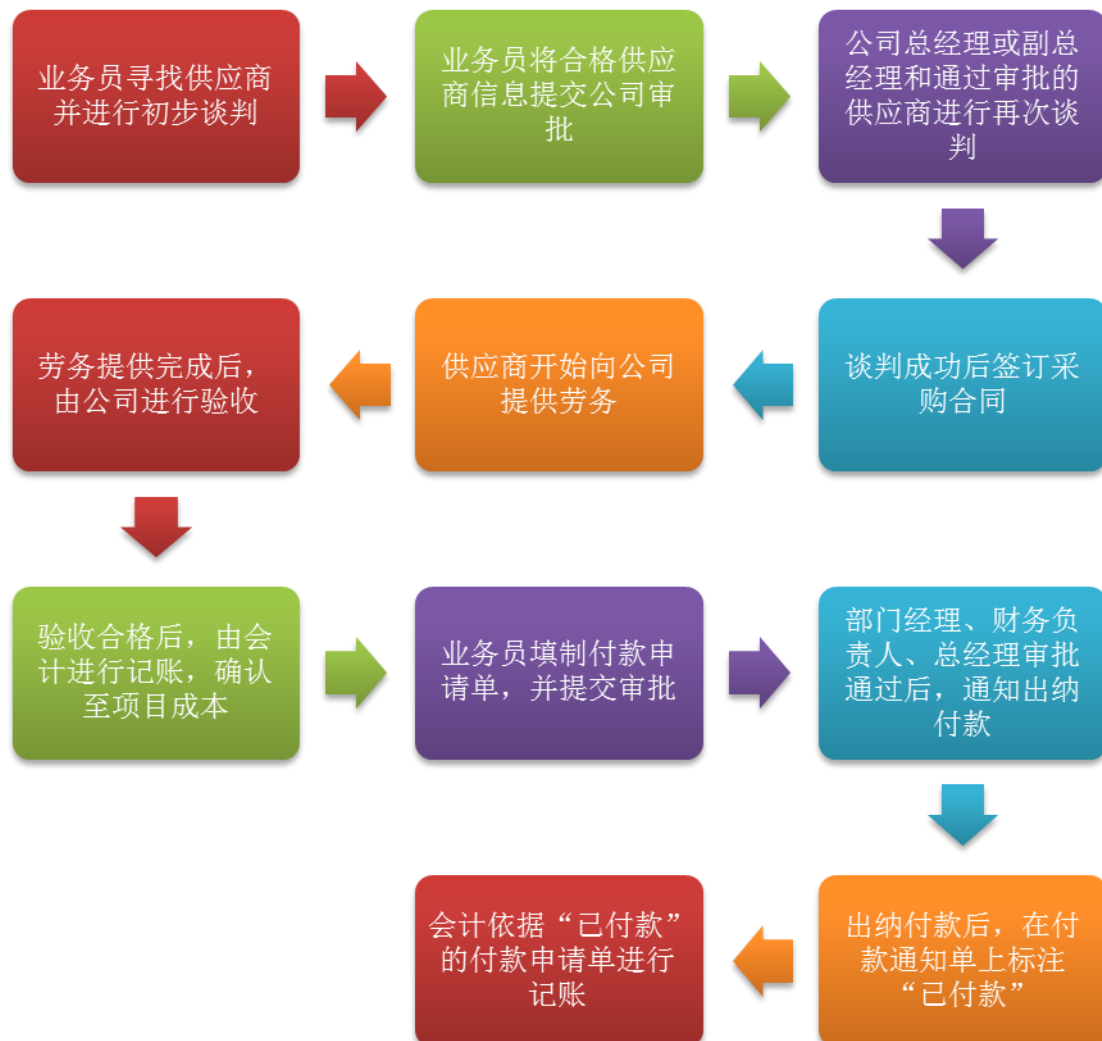 业务员寻找供应商
并进行初步谈判
业务员将合格供应
商信息提交公司审
批
公司总经理或副总
经理和通过审批的
供应商进行再次谈
判
谈判成功后签订采
购合同
供应商开始向公司
提供劳务
劳务提供完成后，
由公司进行验收
验收合格后，由会
计进行记账，确认
至项目成本
业务员填制付款申
请单，并提交审批
部门经理、财务负
责人、总经理审批
通过后，通知出纳
付款
出纳付款后，在付
款通知单上标注
“已付款”
会计依据“已付款”
的付款申请单进行
记账